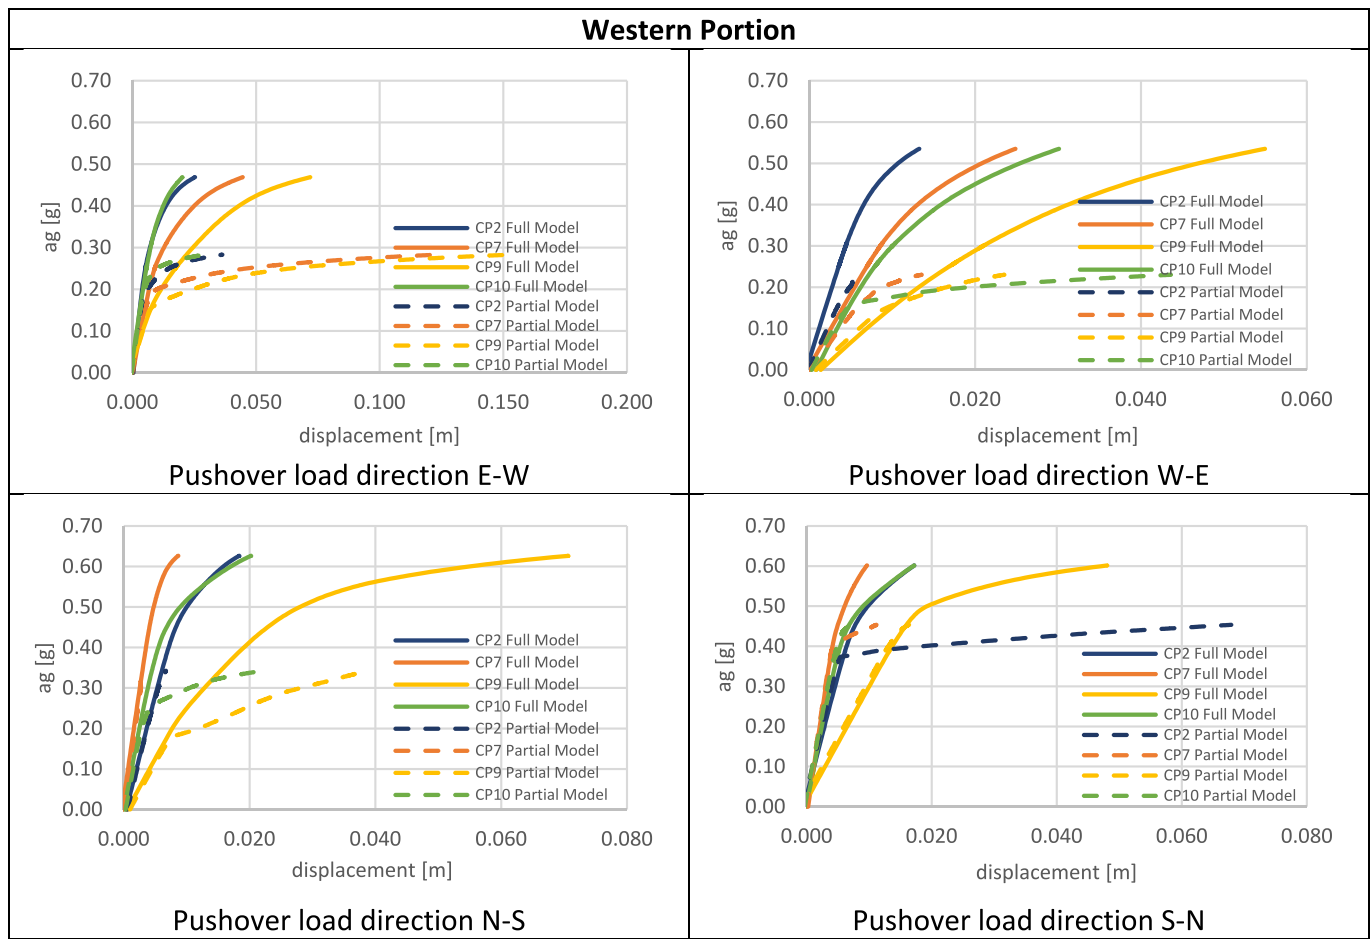 Western Portion
0.70
0.60
0.50
0.40
0.30
0.20
0.10
0.00
ag [g]
CP2 Full Model
CP7 Full Model
CP9 Full Model
CP10 Full Model
CP2 Partial Model
CP7 Partial Model
CP9 Partial Model
CP10 Partial Model
0.000 0.050 0.100 0.150 0.200
displacement [m]
Pushover load direction E-W
0.70
0.60
0.50
0.40
0.30
0.20
0.10
0.00
ag [g]
CP2 Full Model
CP7 Full Model
CP9 Full Model
CP10 Full Model
CP2 Partial Model
CP7 Partial Model
CP9 Partial Model
CP10 Partial Model
0.000 0.020 0.040 0.060
displacement [m]
Pushover load direction W-E
0.70
0.60
0.50
0.40
0.30
0.20
0.10
0.00
ag [g]
CP2 Full Model
CP7 Full Model
CP9 Full Model
CP10 Full Model
CP2 Partial Model
CP7 Partial Model
CP9 Partial Model
CP10 Partial Model
0.000 0.020 0.040 0.060 0.080
displacement [m]
Pushover load direction N-S
0.70
0.60
0.50
0.40
0.30
0.20
0.10
0.00
ag [g]
CP2 Full Model
CP7 Full Model
CP9 Full Model
CP10 Full Model
CP2 Partial Model
CP7 Partial Model
CP9 Partial Model
CP10 Partial Model
0.000 0.020 0.040 0.060 0.080
displacement [m]
Pushover load direction S-N